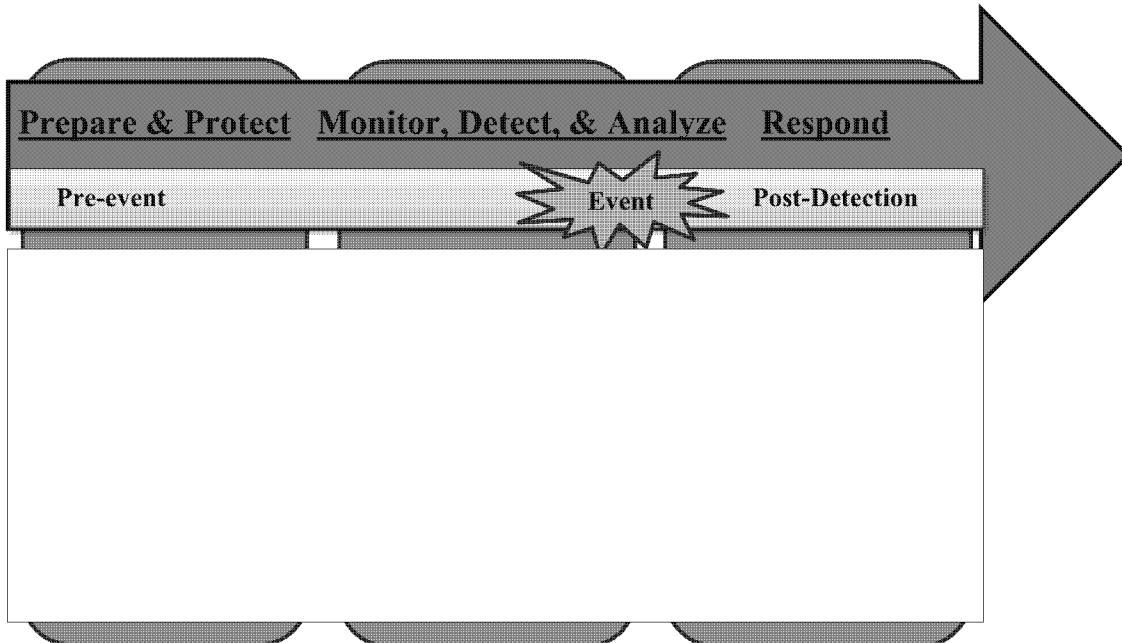 Prepare & Protect Monitor, Detect, & Analyze Respond
Pre-event Event Post-Detection